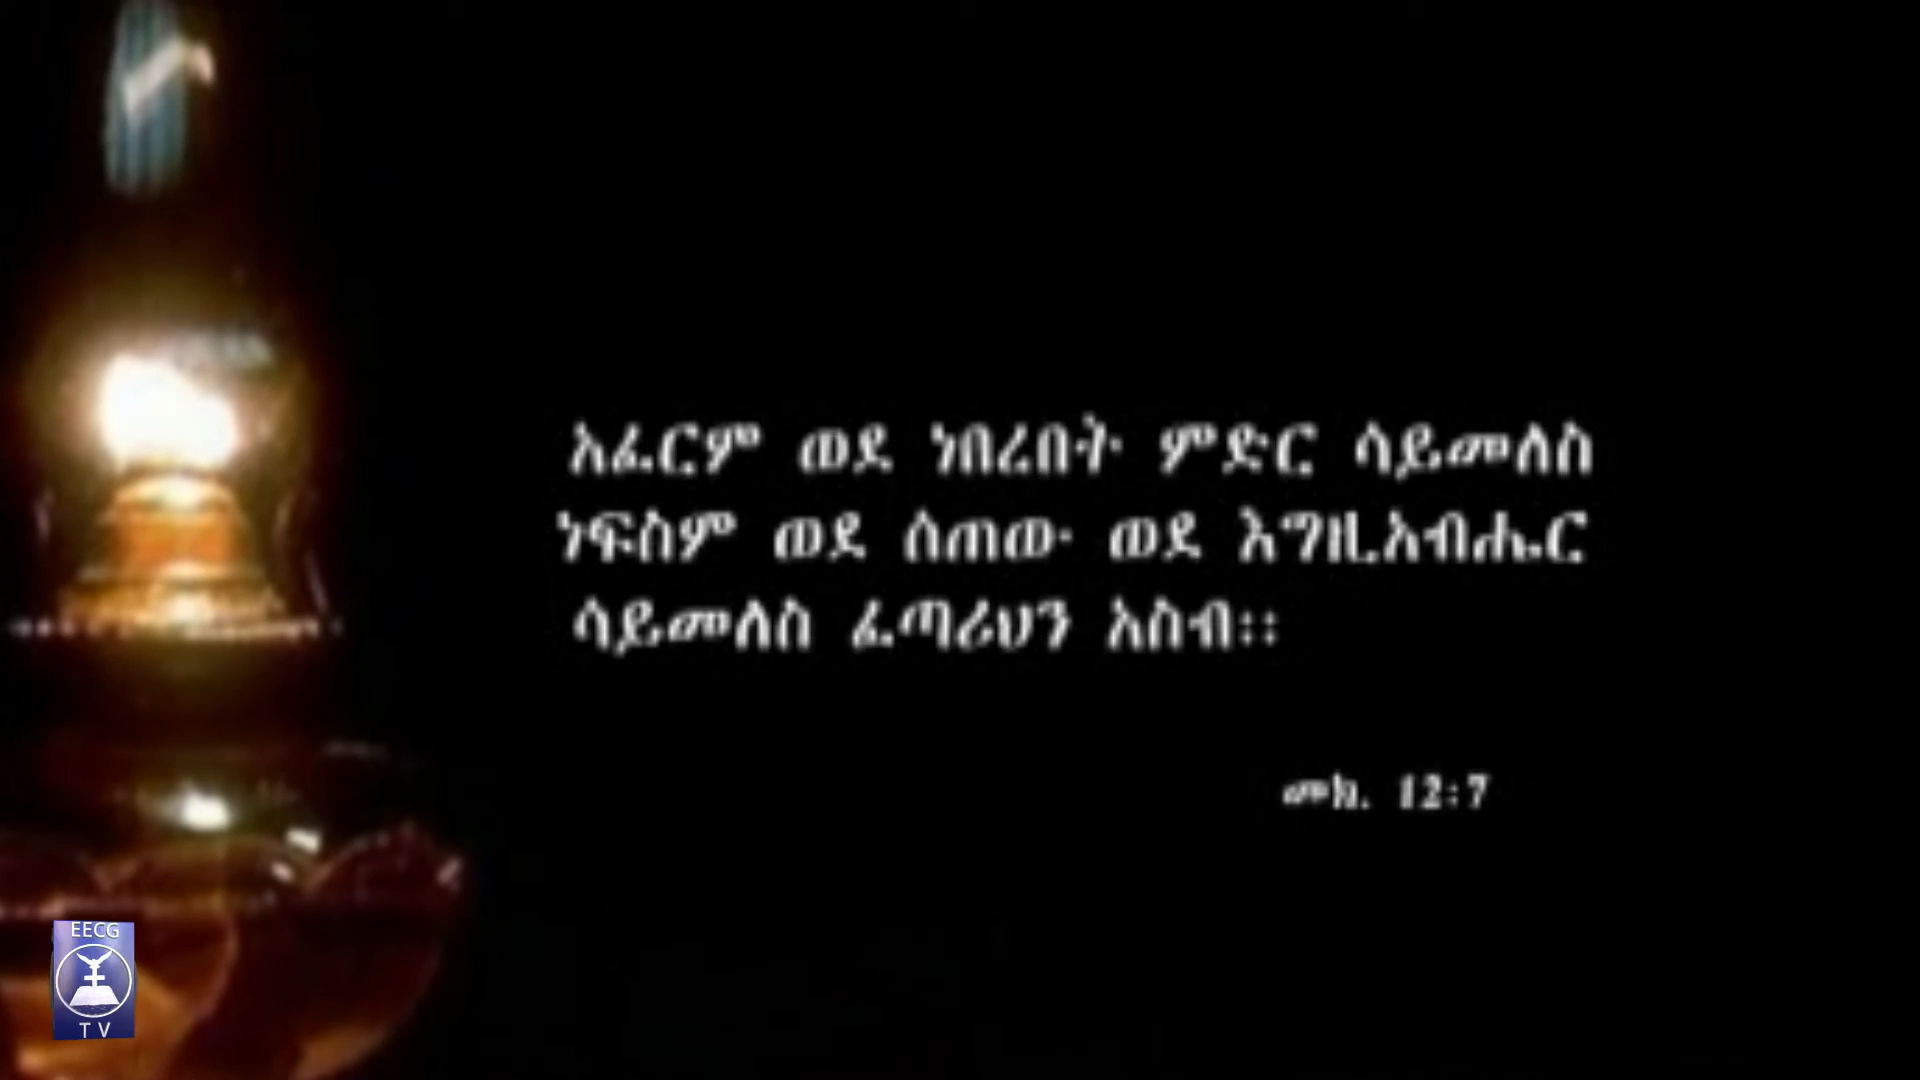 አፈርም ወደ ነበረበት ምድር ሳይመለስ
ነፍስም ወደ ሰጠው ወደ እግዚአብሔር
ሳይመለስ ፈጣሪህን አስብ፡፡
መክ. 12፡7
EECG
TV